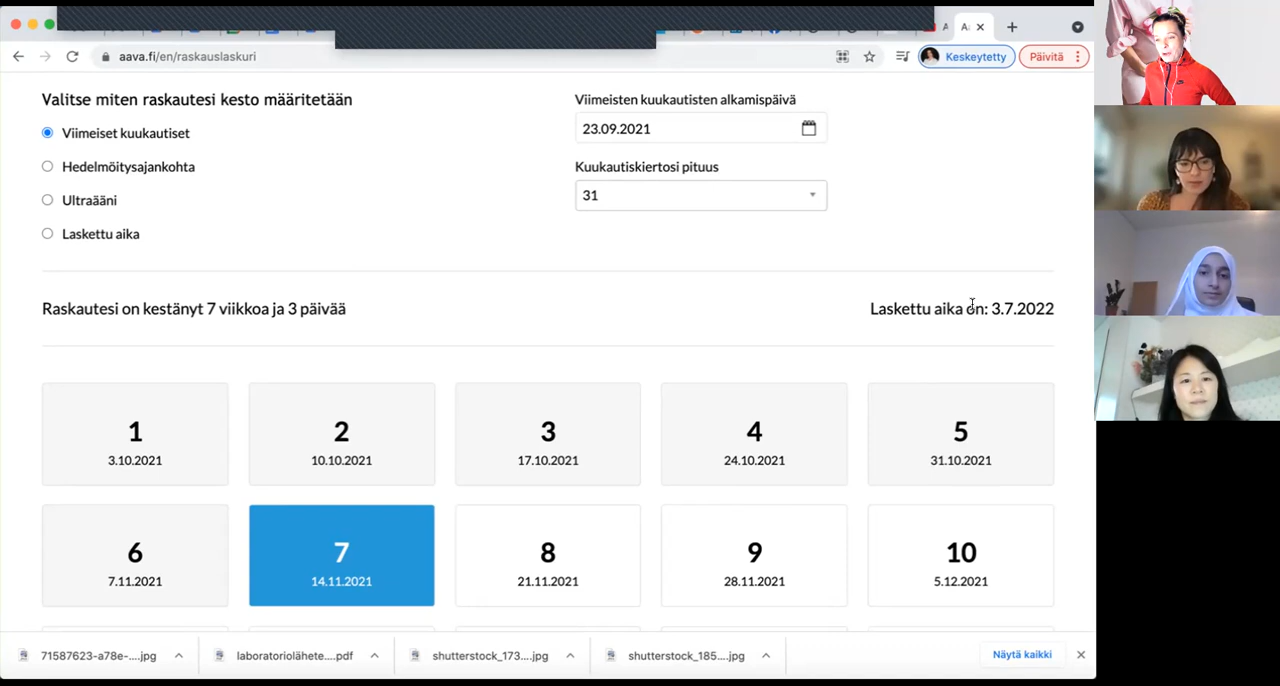 aava.fi/en/raskauslaskuri
Keskeytetty
Päivitä
Valitse miten raskautesi kesto määritetään
Viimeiset kuukautiset
Hedelmöitysajankohta
Ultraääni
Laskettu aika
Viimeisten kuukautisten alkamispäivä
23.09.2021
Kuukautiskiertosi pituus
31
Raskautesi on kestänyt 7 viikkoa ja 3 päivää
Laskettu aika on: 3.7.2022
1
3.10.2021
2
10.10.2021
3
17.10.2021
4
24.10.2021
5
31.10.2021
6
7.11.2021
7
14.11.2021
8
21.11.2021
9
28.11.2021
10
5.12.2021
71587623-a78e-....jpg
laboratoriolähete....pdf
shutterstock_173....jpg
shutterstock_185....jpg
Näytä kaikki